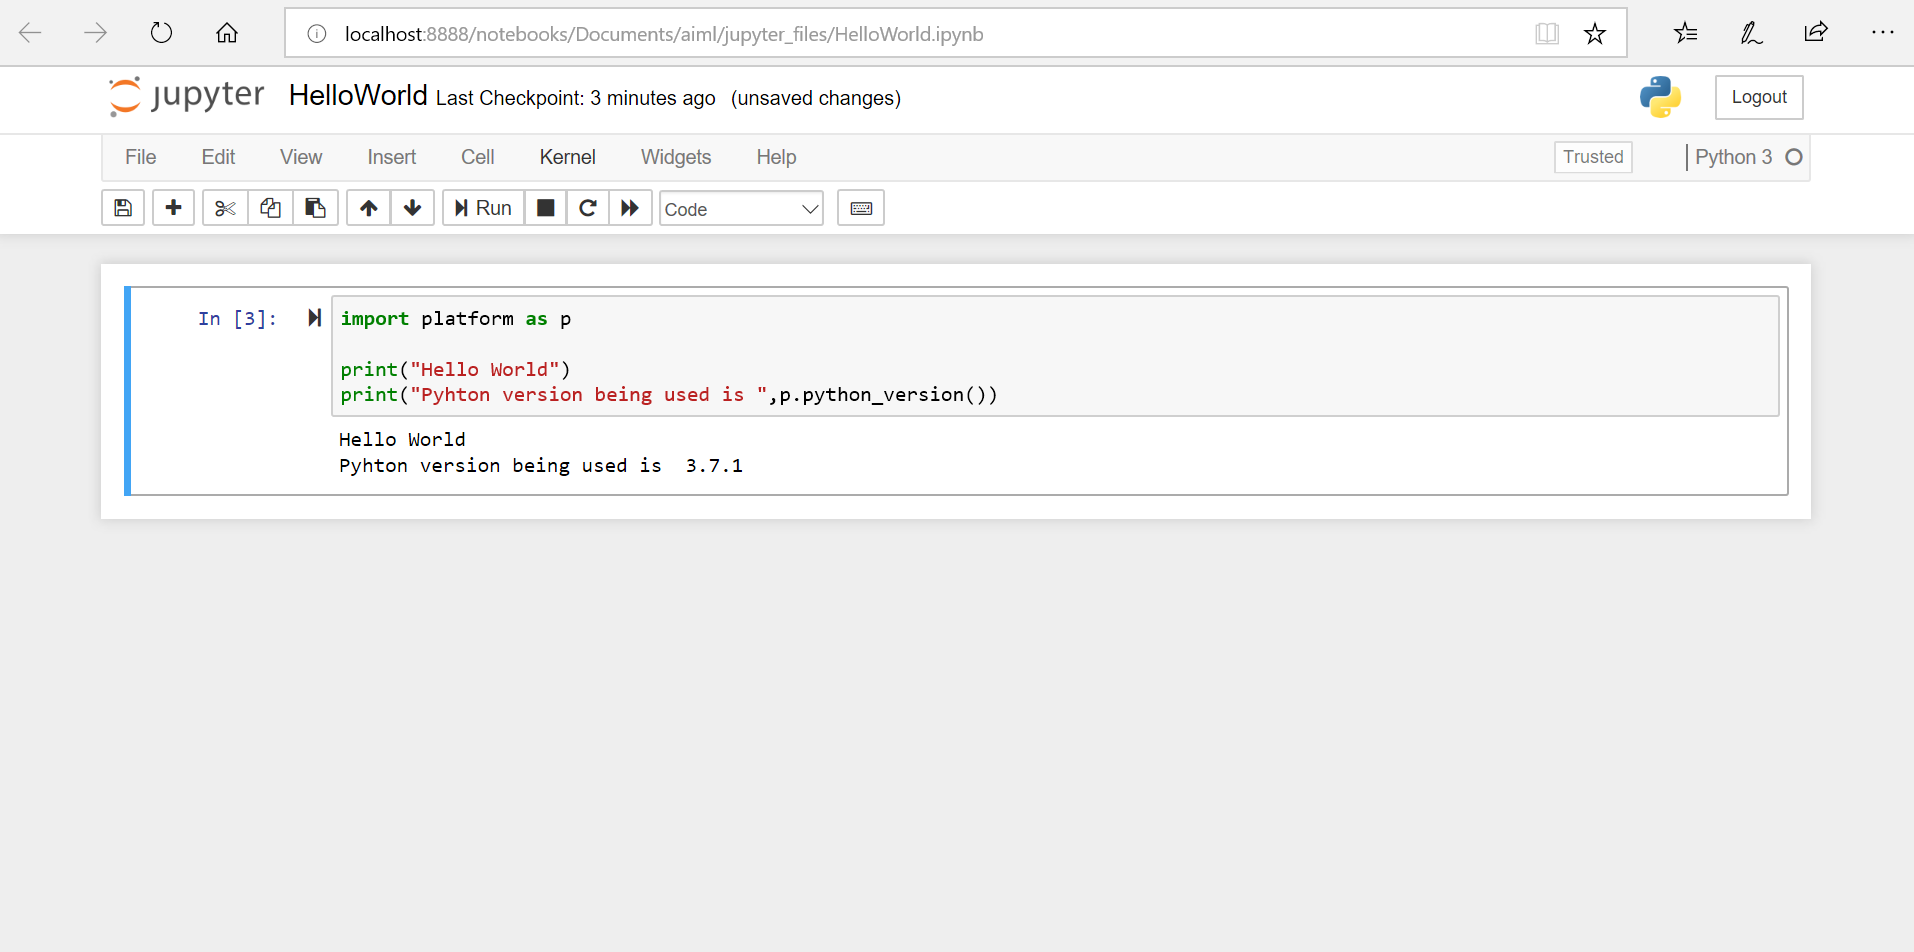 localhost:8888/notebooks/Documents/aiml/jupyter_files/HelloWorld.ipynb
jupyter HelloWorld Last Checkpoint: 3 minutes ago (unsaved changes) Logout
File Edit View Insert Cell Kernel Widgets Help Trusted Python 3
Run Code
In [3]: import platform as p
print("Hello World")
print("Pyhton version being used is ",p.python_version())
Hello World
Pyhton version being used is  3.7.1